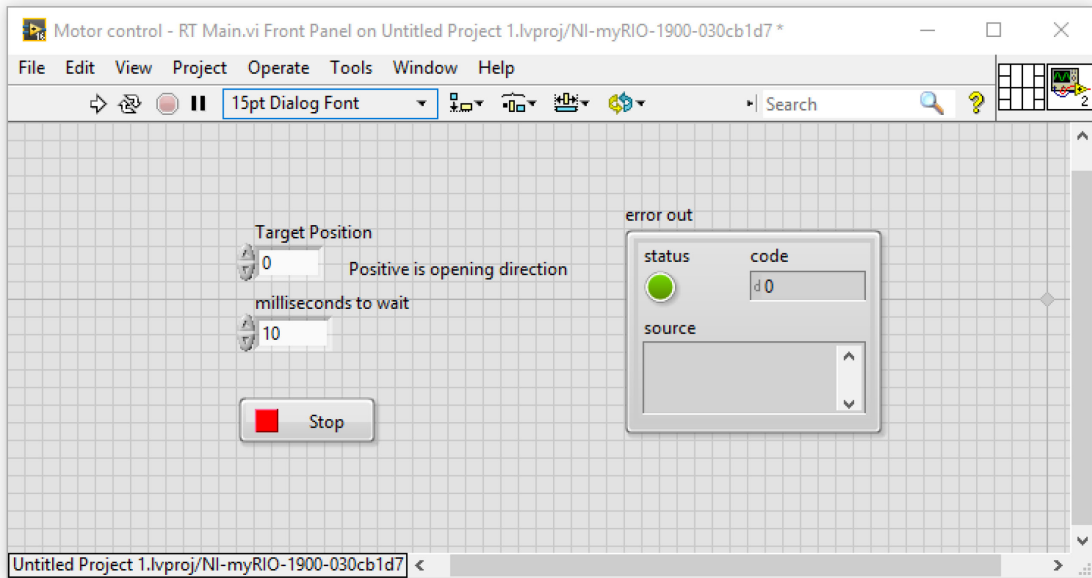 Motor control - RT Main.vi Front Panel on Untitled Project 1.lvproj/NI-myRIO-1900-030cb1d7 *
File Edit View Project Operate Tools Window Help
15pt Dialog Font
Search
?
2
Target Position
0
Positive is opening direction
milliseconds to wait
10
Stop
error out
status
code
d 0
source
Untitled Project 1.lvproj/NI-myRIO-1900-030cb1d7